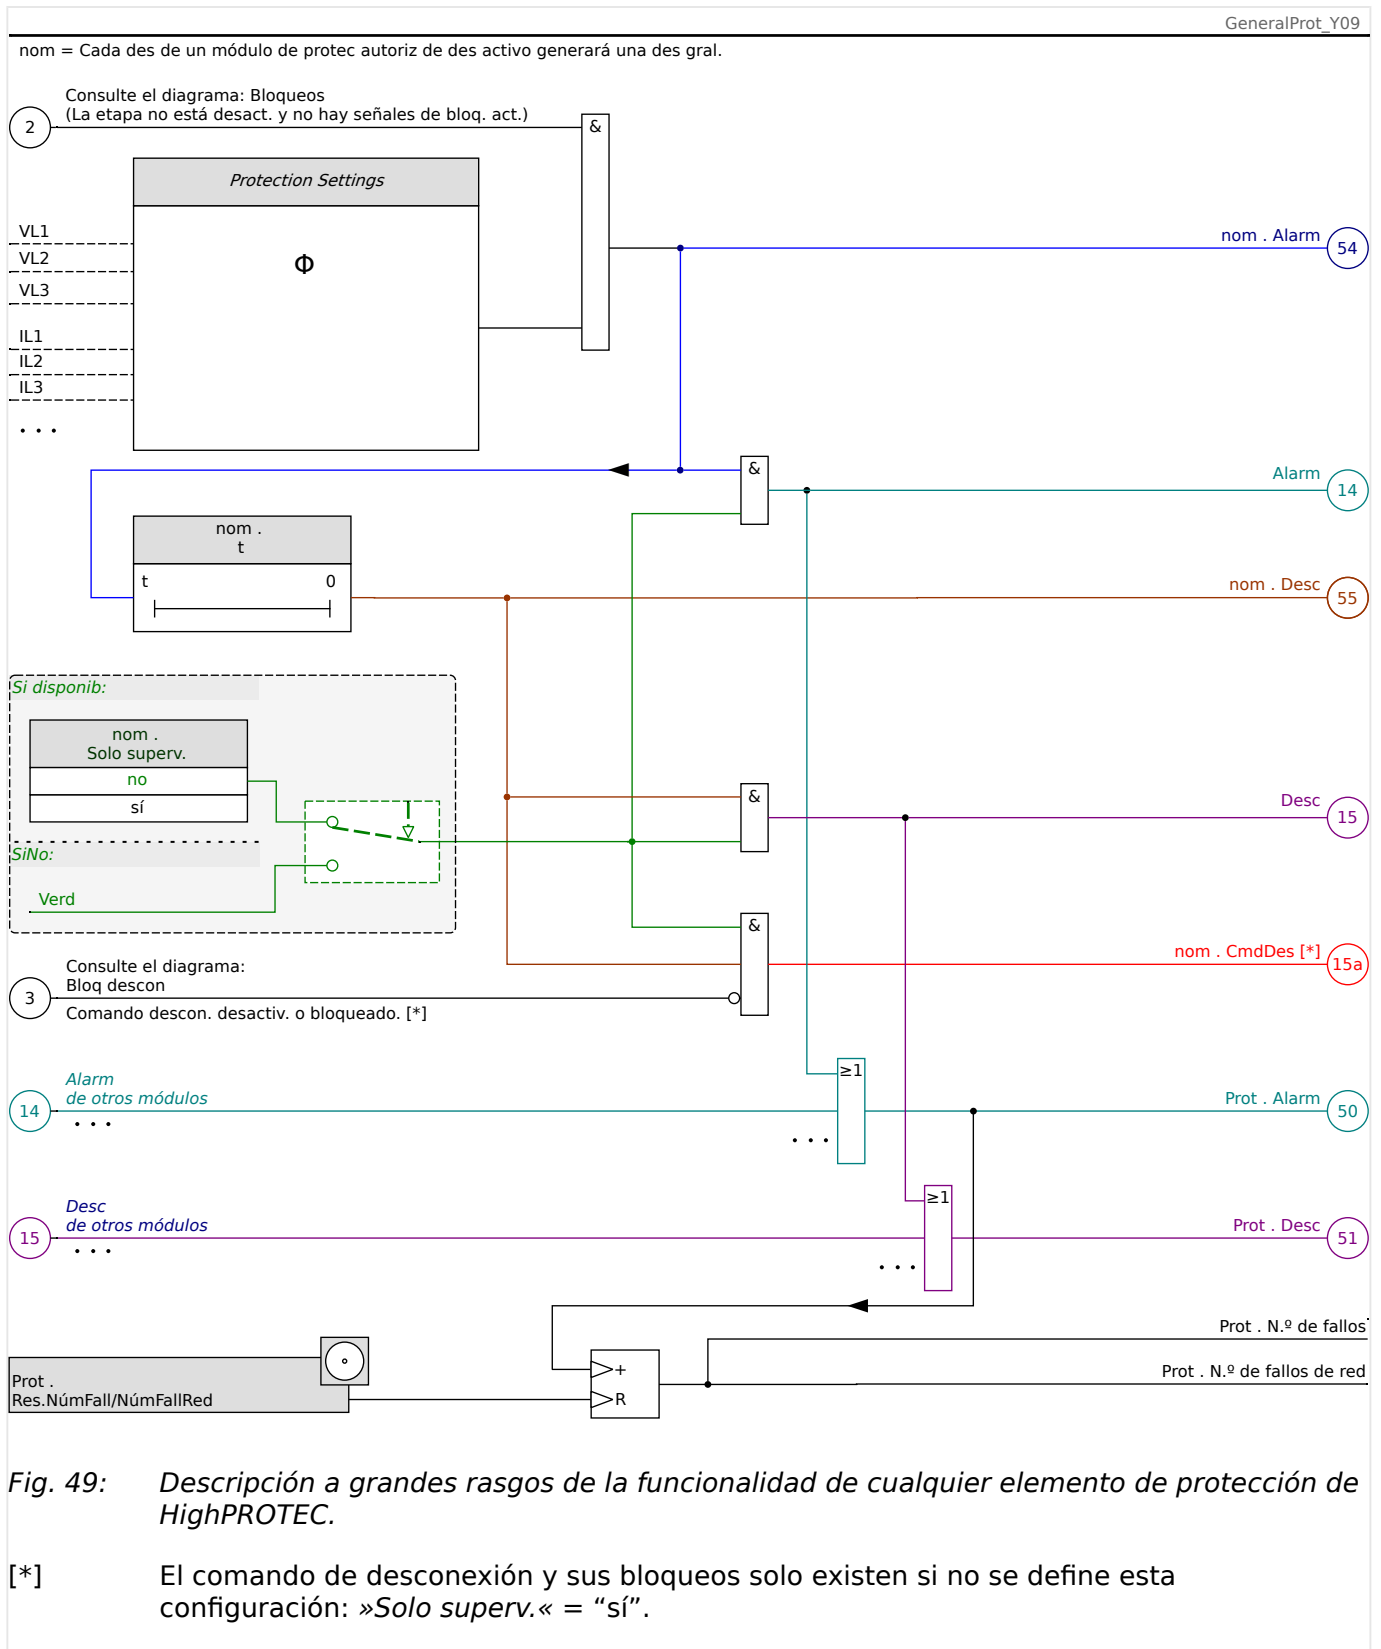 GeneralProt_Y09
nom = Cada des de un módulo de protec autoriz de des activo generará una des gral.
Consulte el diagrama: Bloqueos
(La etapa no está desact. y no hay señales de bloq. act.)
2
&
Protection Settings
Φ
VL1
VL2
VL3
IL1
IL2
IL3
. . .
nom . Alarm
54
&
Alarm
14
nom .
t
t 0
nom . Desc
55
Si disponib:
nom .
Solo superv.
no
sí
SiNo:
Verd
&
Desc
15
&
nom . CmdDes [*]
15a
Consulte el diagrama:
Bloq descon
3
Comando descon. desactiv. o bloqueado. [*]
≥1
Alarm
de otros módulos
14
. . .
. . .
Prot . Alarm
50
≥1
Desc
de otros módulos
15
. . .
. . .
Prot . Desc
51
Prot . N.º de fallos
Prot . N.º de fallos de red
+
R
Prot .
Res.NúmFall/NúmFallRed
Fig. 49: Descripción a grandes rasgos de la funcionalidad de cualquier elemento de protección de
HighPROTEC.
[*] El comando de desconexión y sus bloqueos solo existen si no se define esta
configuración: »Solo superv.« = “sí”.